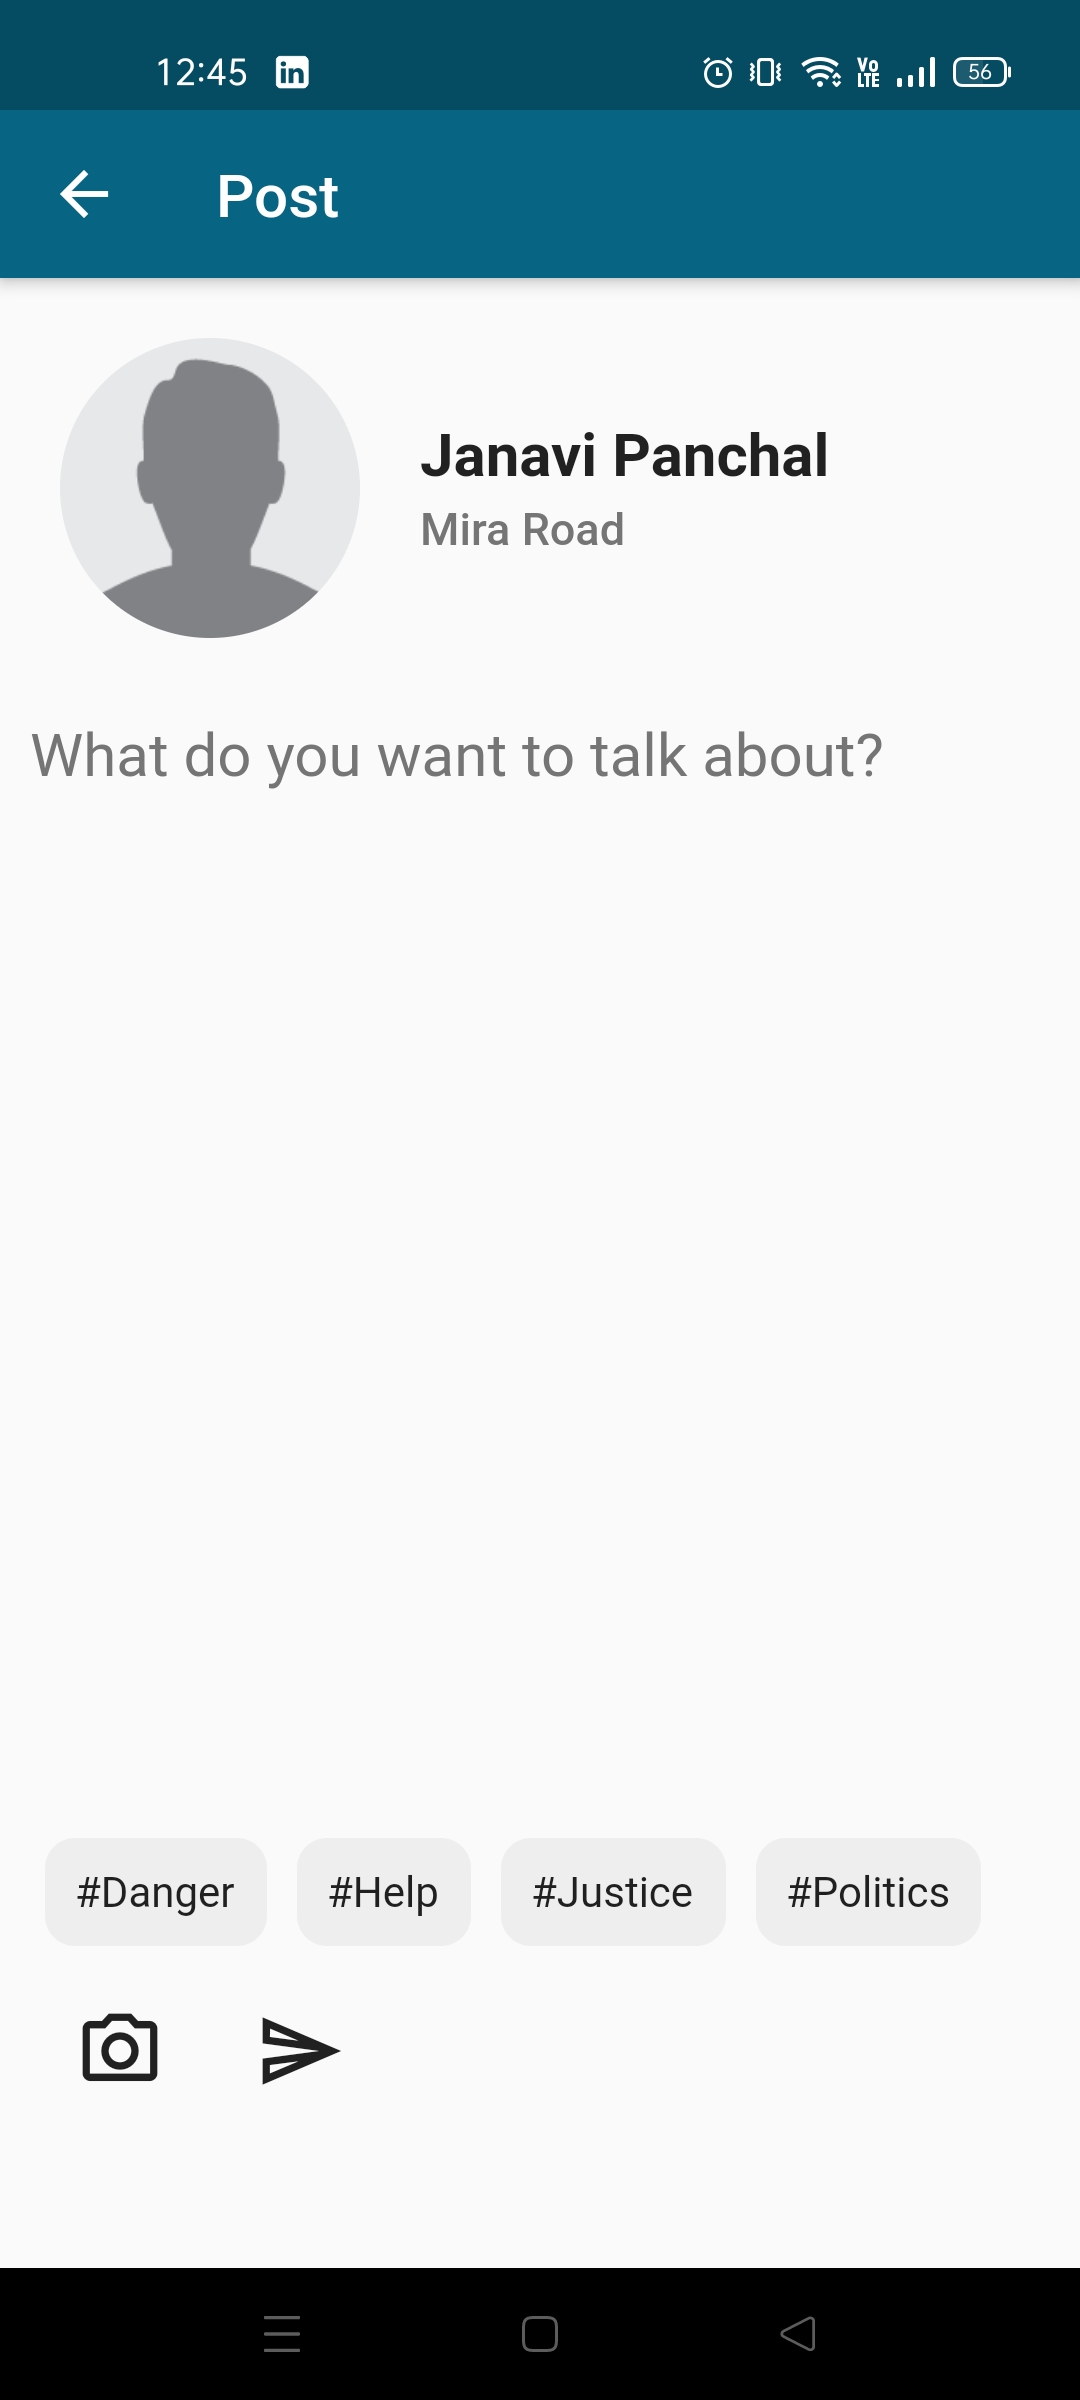 12:45 in Vo LTE 56
Post
Janavi Panchal
Mira Road
What do you want to talk about?
#Danger #Help #Justice #Politics